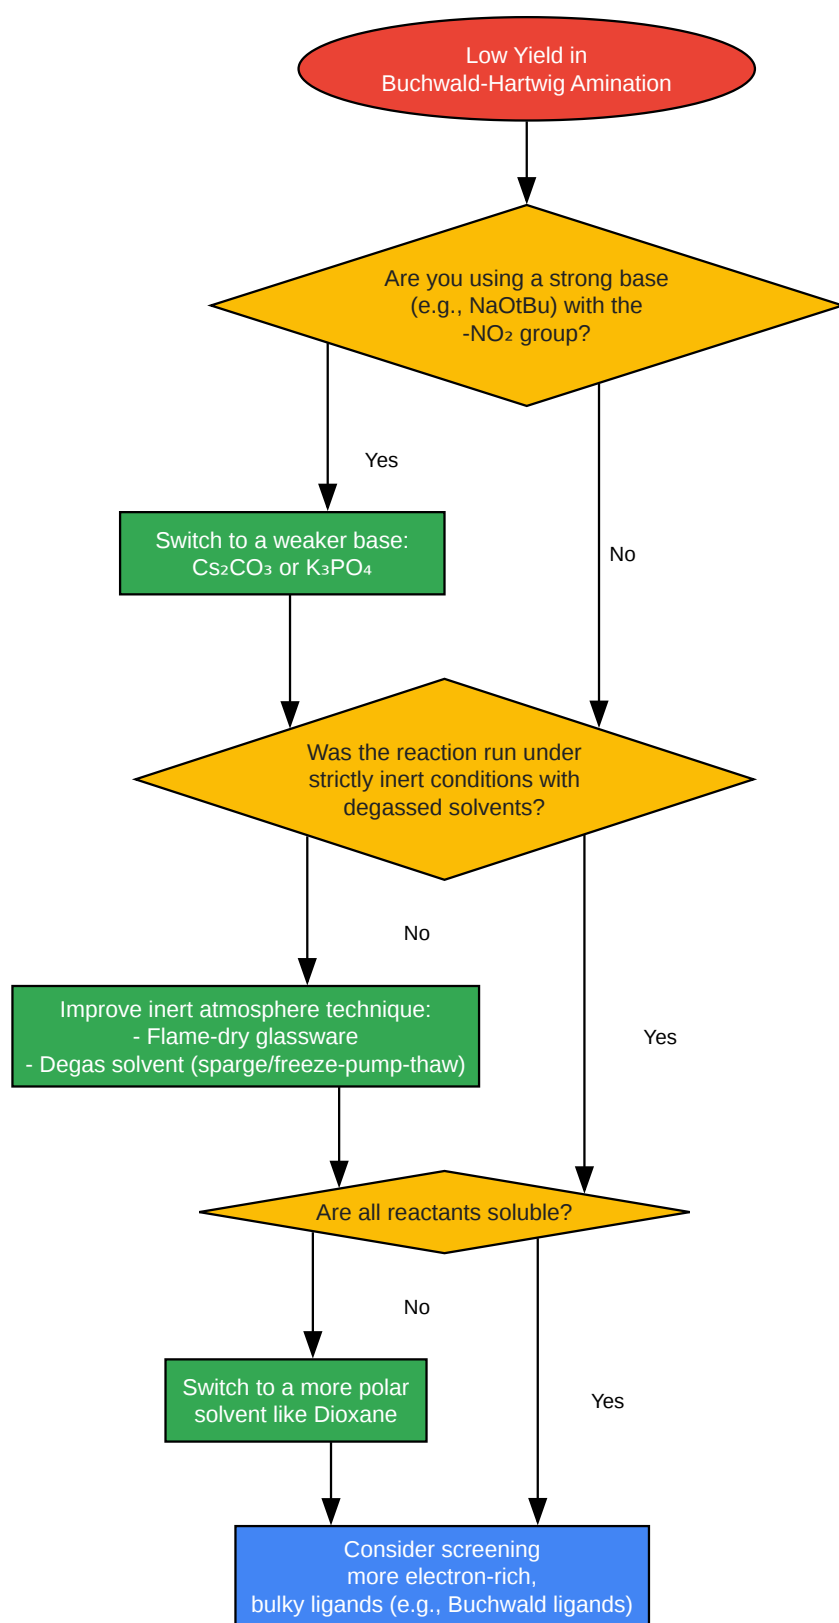 Low Yield in
Buchwald-Hartwig Amination
Are you using a strong base
(e.g., NaOtBu) with the
-NO₂ group?
Yes
Switch to a weaker base:
Cs₂CO₃ or K₃PO₄
No
Was the reaction run under
strictly inert conditions with
degassed solvents?
No
Improve inert atmosphere technique:
- Flame-dry glassware
- Degas solvent (sparge/freeze-pump-thaw)
Yes
Are all reactants soluble?
No
Switch to a more polar
solvent like Dioxane
Yes
Consider screening
more electron-rich,
bulky ligands (e.g., Buchwald ligands)